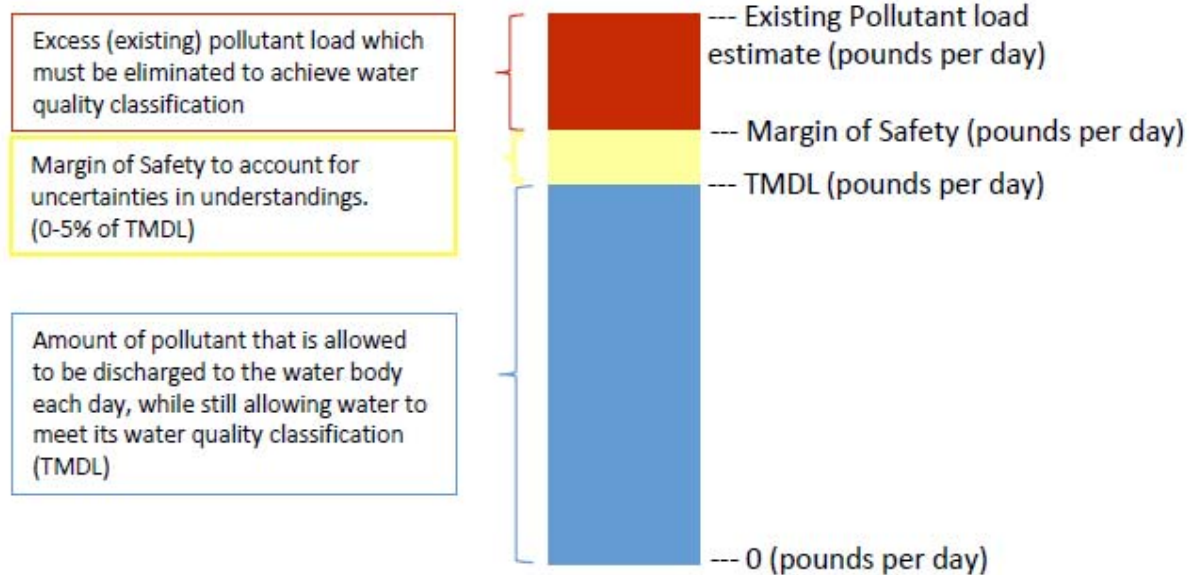 Excess (existing) pollutant load which
must be eliminated to achieve water
quality classification
Margin of Safety to account for
uncertainties in understandings.
(0-5% of TMDL)
Amount of pollutant that is allowed
to be discharged to the water body
each day, while still allowing water to
meet its water quality classification
(TMDL)
--- Existing Pollutant load
estimate (pounds per day)
--- Margin of Safety (pounds per day)
--- TMDL (pounds per day)
--- 0 (pounds per day)